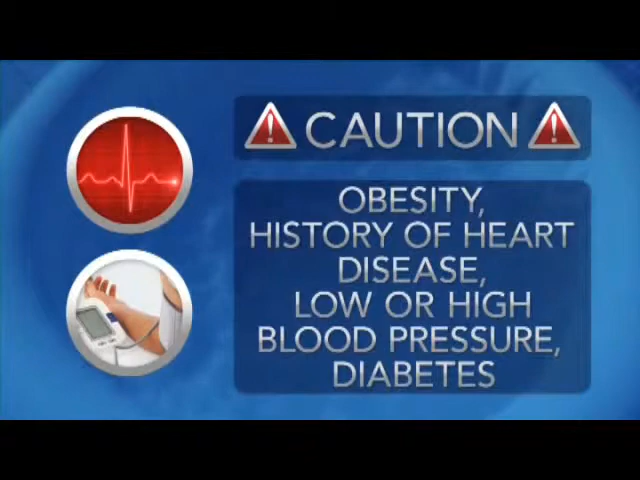 CAUTION
OBESITY,
HISTORY OF HEART
DISEASE,
LOW OR HIGH
BLOOD PRESSURE,
DIABETES